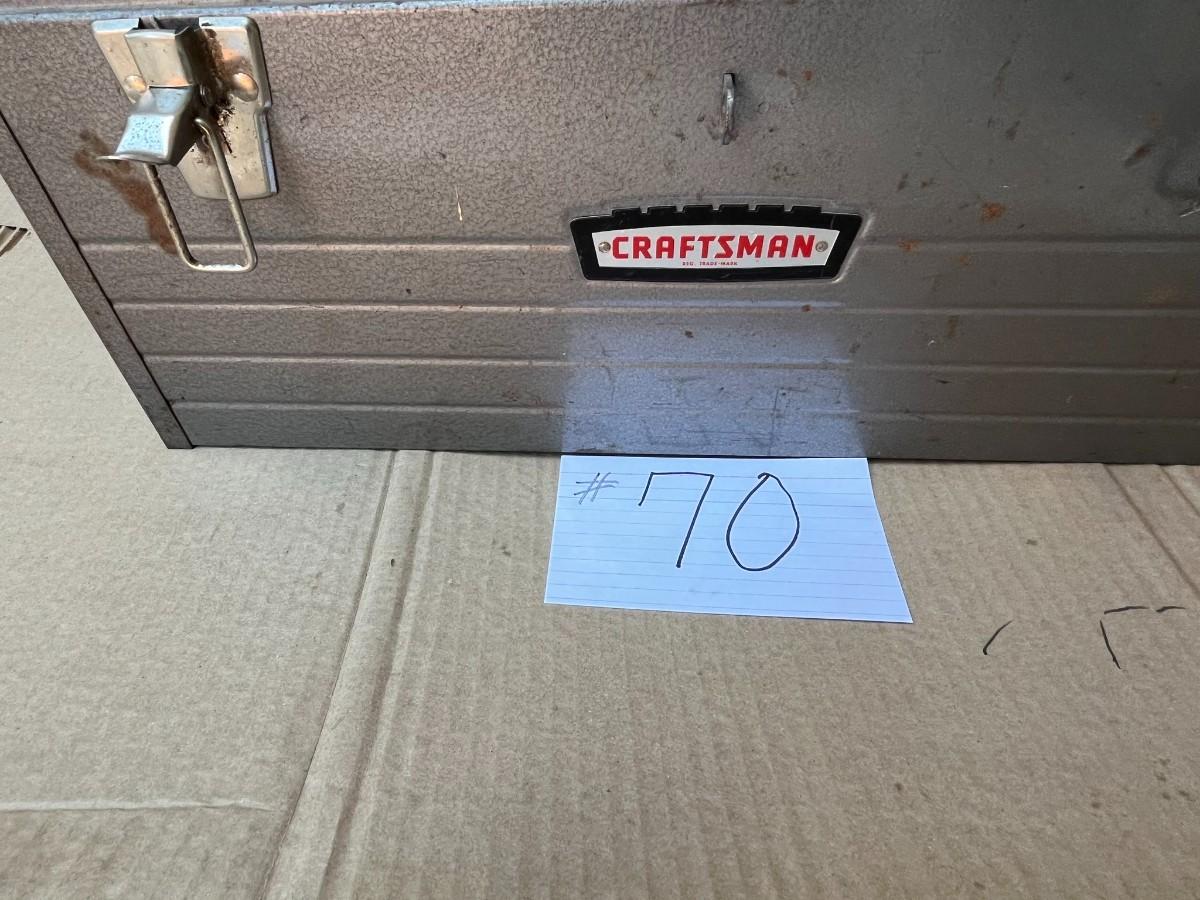 CRAFTSMAN
REG. TRADE-MARK
# 70